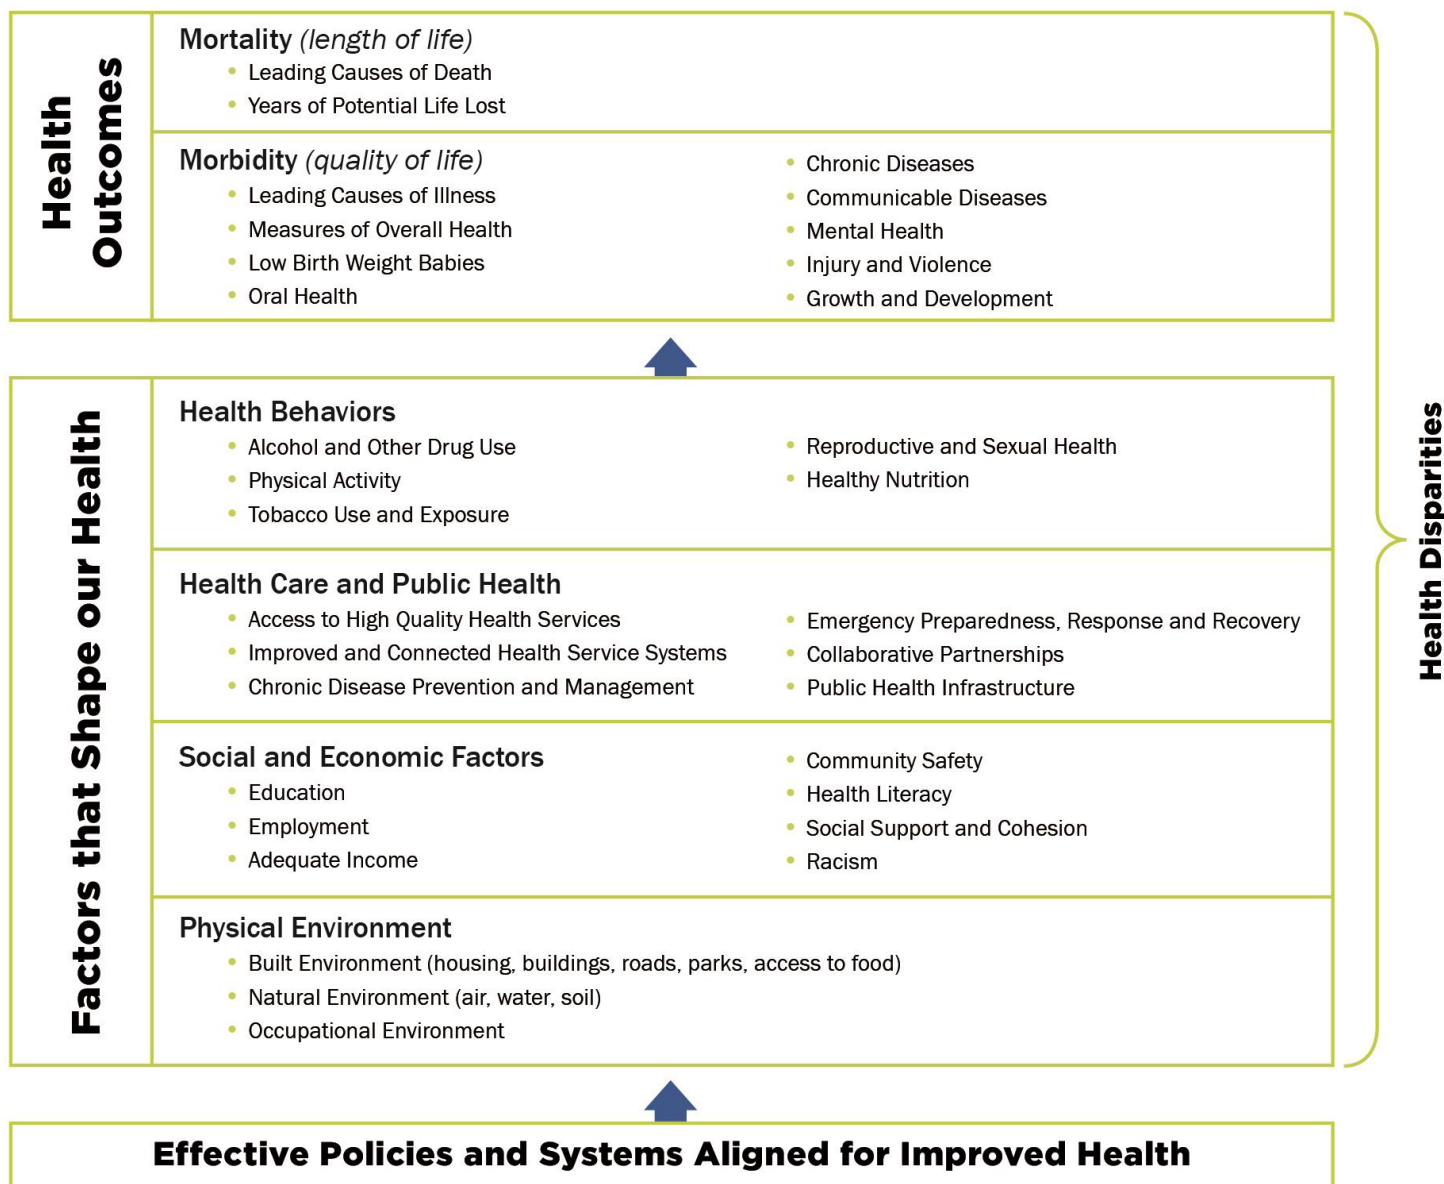 Health
Outcomes
Mortality (length of life)
Leading Causes of Death
Years of Potential Life Lost
Morbidity (quality of life)
Leading Causes of Illness
Measures of Overall Health
Low Birth Weight Babies
Oral Health
Chronic Diseases
Communicable Diseases
Mental Health
Injury and Violence
Growth and Development
Factors that Shape our Health
Health Behaviors
Alcohol and Other Drug Use
Physical Activity
Tobacco Use and Exposure
Reproductive and Sexual Health
Healthy Nutrition
Health Care and Public Health
Access to High Quality Health Services
Improved and Connected Health Service Systems
Chronic Disease Prevention and Management
Emergency Preparedness, Response and Recovery
Collaborative Partnerships
Public Health Infrastructure
Social and Economic Factors
Education
Employment
Adequate Income
Community Safety
Health Literacy
Social Support and Cohesion
Racism
Physical Environment
Built Environment (housing, buildings, roads, parks, access to food)
Natural Environment (air, water, soil)
Occupational Environment
Health Disparities
Effective Policies and Systems Aligned for Improved Health